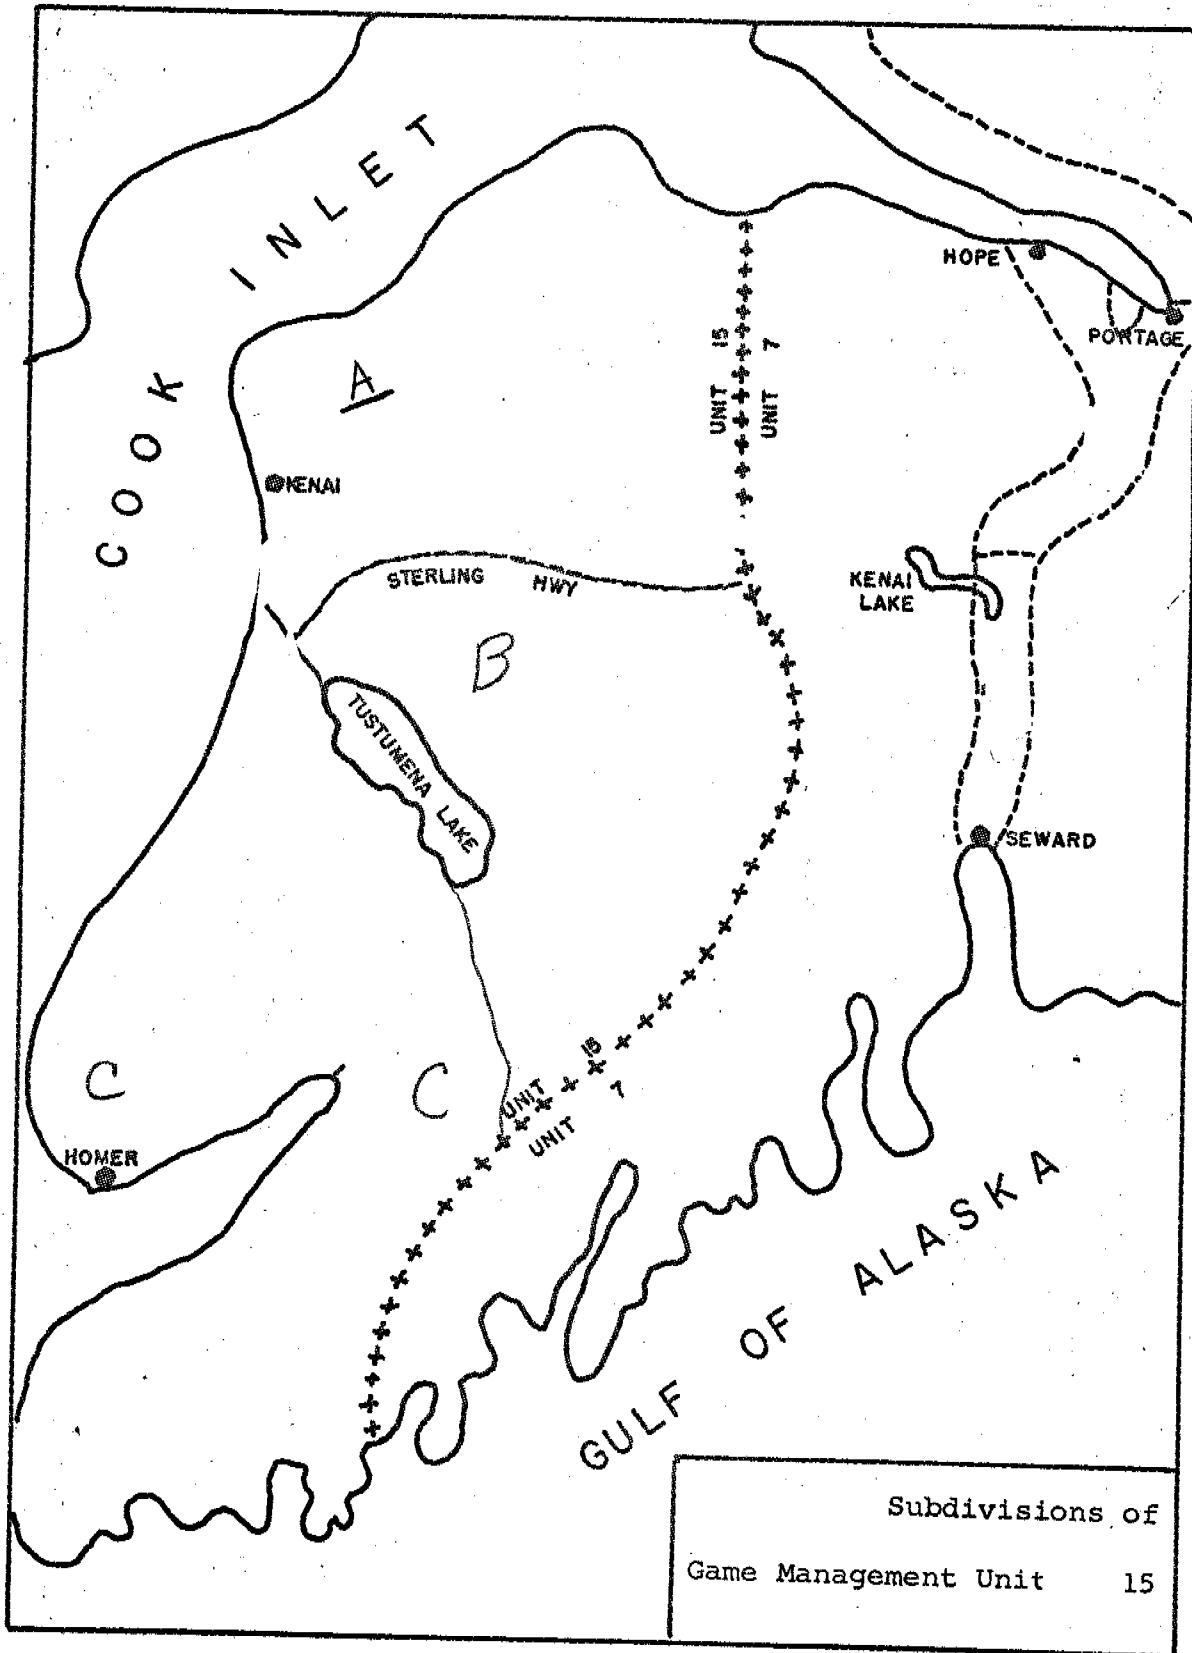 COOK INLET
HOPE
PORTAGE
A
UNIT 15
UNIT 7
KENAI
STERLING HWY
KENAI
LAKE
B
TUSTUMENA LAKE
SEWARD
C
C
UNIT 15
UNIT 7
HOMER
GULF OF ALASKA
Subdivisions of
Game Management Unit 15